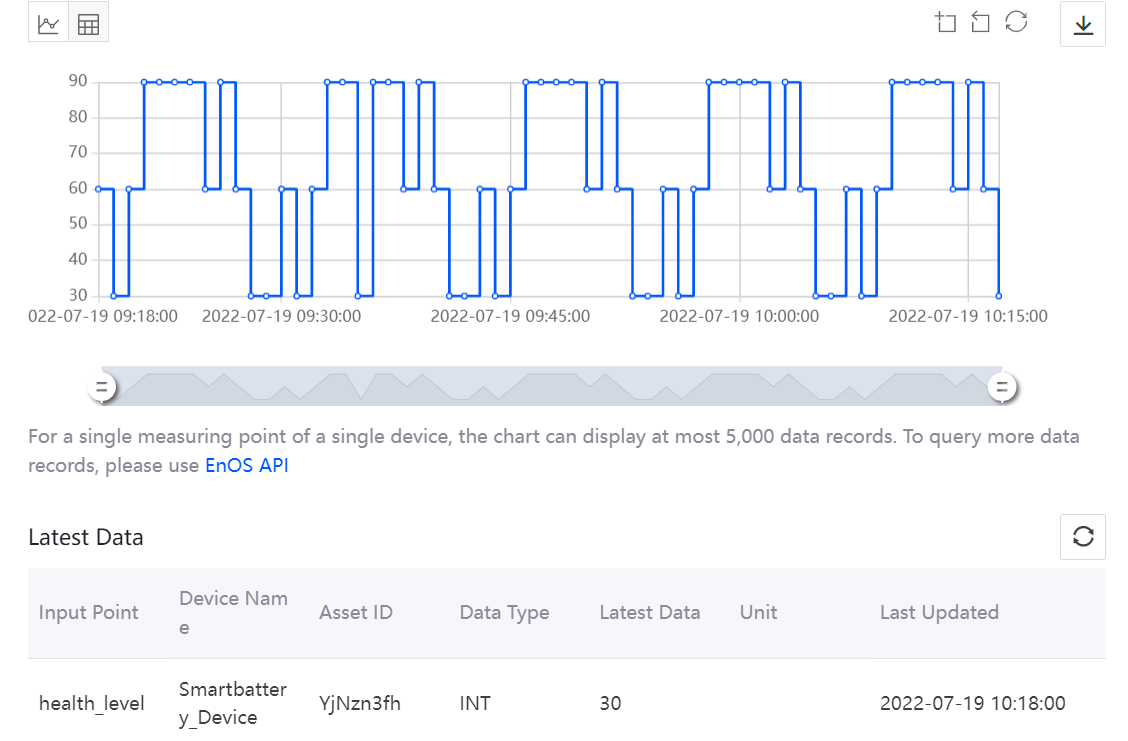 90
80
70
60
50
40
30
022-07-19 09:18:00 2022-07-19 09:30:00 2022-07-19 09:45:00 2022-07-19 10:00:00 2022-07-19 10:15:00
For a single measuring point of a single device, the chart can display at most 5,000 data records. To query more data
records, please use EnOS API
Latest Data
Input Point Device Nam
e Asset ID Data Type Latest Data Unit Last Updated
health_level Smartbatter
y_Device YjNzn3fh INT 30 2022-07-19 10:18:00